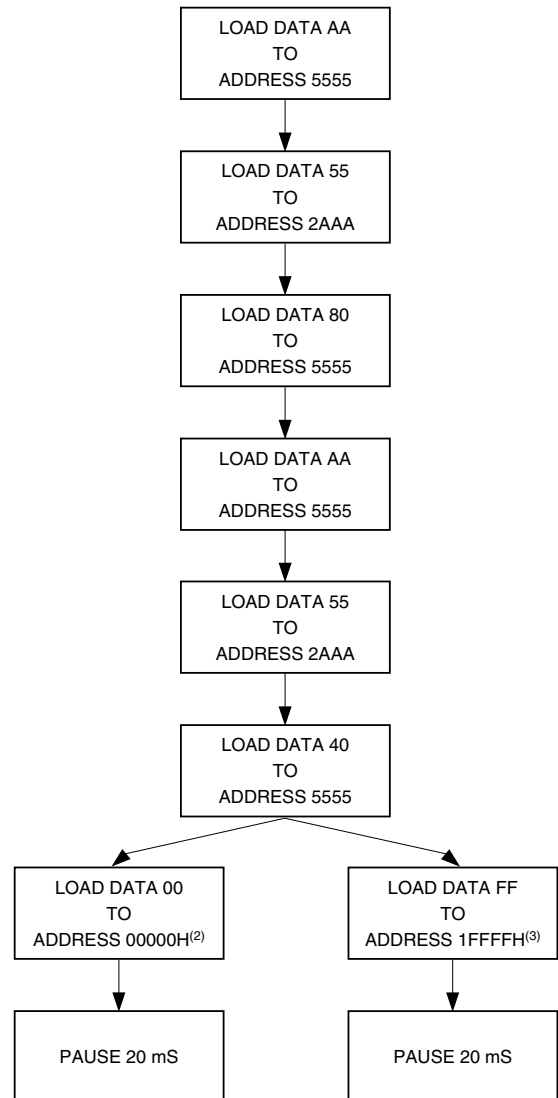 LOAD DATA AA
TO
ADDRESS 5555
LOAD DATA 55
TO
ADDRESS 2AAA
LOAD DATA 80
TO
ADDRESS 5555
LOAD DATA AA
TO
ADDRESS 5555
LOAD DATA 55
TO
ADDRESS 2AAA
LOAD DATA 40
TO
ADDRESS 5555
LOAD DATA 00
TO
ADDRESS 00000H(2)
LOAD DATA FF
TO
ADDRESS 1FFFFH(3)
PAUSE 20 mS
PAUSE 20 mS